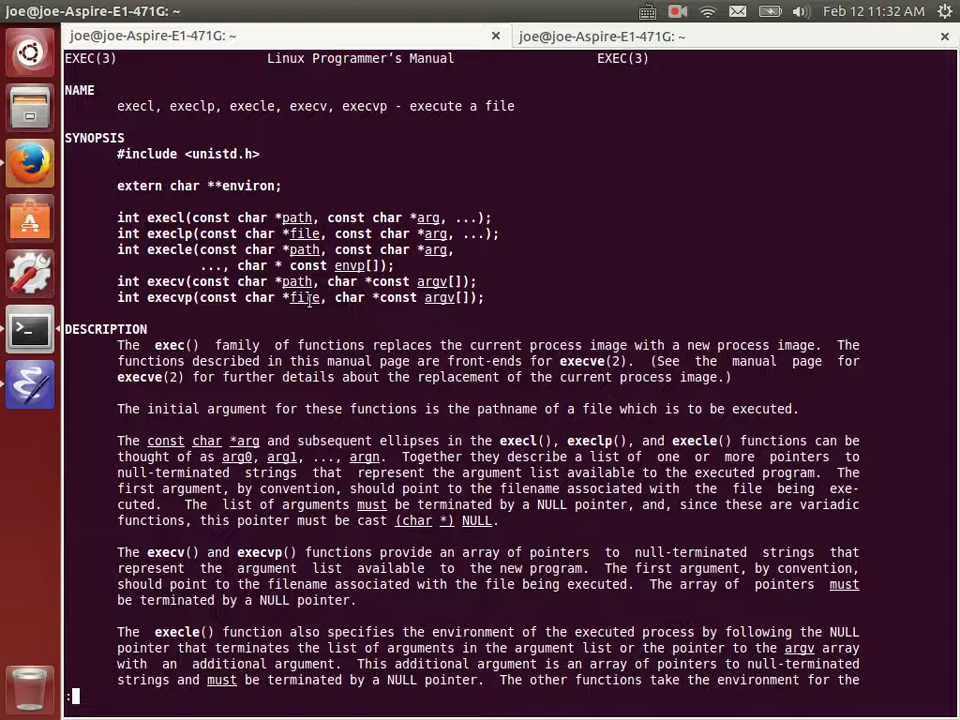 joe@joe-Aspire-E1-471G: ~
Feb 12 11:32 AM
joe@joe-Aspire-E1-471G: ~ ×
joe@joe-Aspire-E1-471G: ~ ×
EXEC(3) Linux Programmer’s Manual EXEC(3)
NAME
execl, execlp, execle, execv, execvp - execute a file
SYNOPSIS
#include <unistd.h>
extern char **environ;
int execl(const char *path, const char *arg, ...);
int execlp(const char *file, const char *arg, ...);
int execle(const char *path, const char *arg,
..., char * const envp[]);
int execv(const char *path, char *const argv[]);
int execvp(const char *file, char *const argv[]);
DESCRIPTION
The exec() family of functions replaces the current process image with a new process image. The
functions described in this manual page are front-ends for execve(2). (See the manual page for
execve(2) for further details about the replacement of the current process image.)
The initial argument for these functions is the pathname of a file which is to be executed.
The const char *arg and subsequent ellipses in the execl(), execlp(), and execle() functions can be
thought of as arg0, arg1, ..., argn. Together they describe a list of one or more pointers to
null-terminated strings that represent the argument list available to the executed program. The
first argument, by convention, should point to the filename associated with the file being exe-
cuted. The list of arguments must be terminated by a NULL pointer, and, since these are variadic
functions, this pointer must be cast (char *) NULL.
The execv() and execvp() functions provide an array of pointers to null-terminated strings that
represent the argument list available to the new program. The first argument, by convention,
should point to the filename associated with the file being executed. The array of pointers must
be terminated by a NULL pointer.
The execle() function also specifies the environment of the executed process by following the NULL
pointer that terminates the list of arguments in the argument list or the pointer to the argv array
with an additional argument. This additional argument is an array of pointers to null-terminated
strings and must be terminated by a NULL pointer. The other functions take the environment for the
: